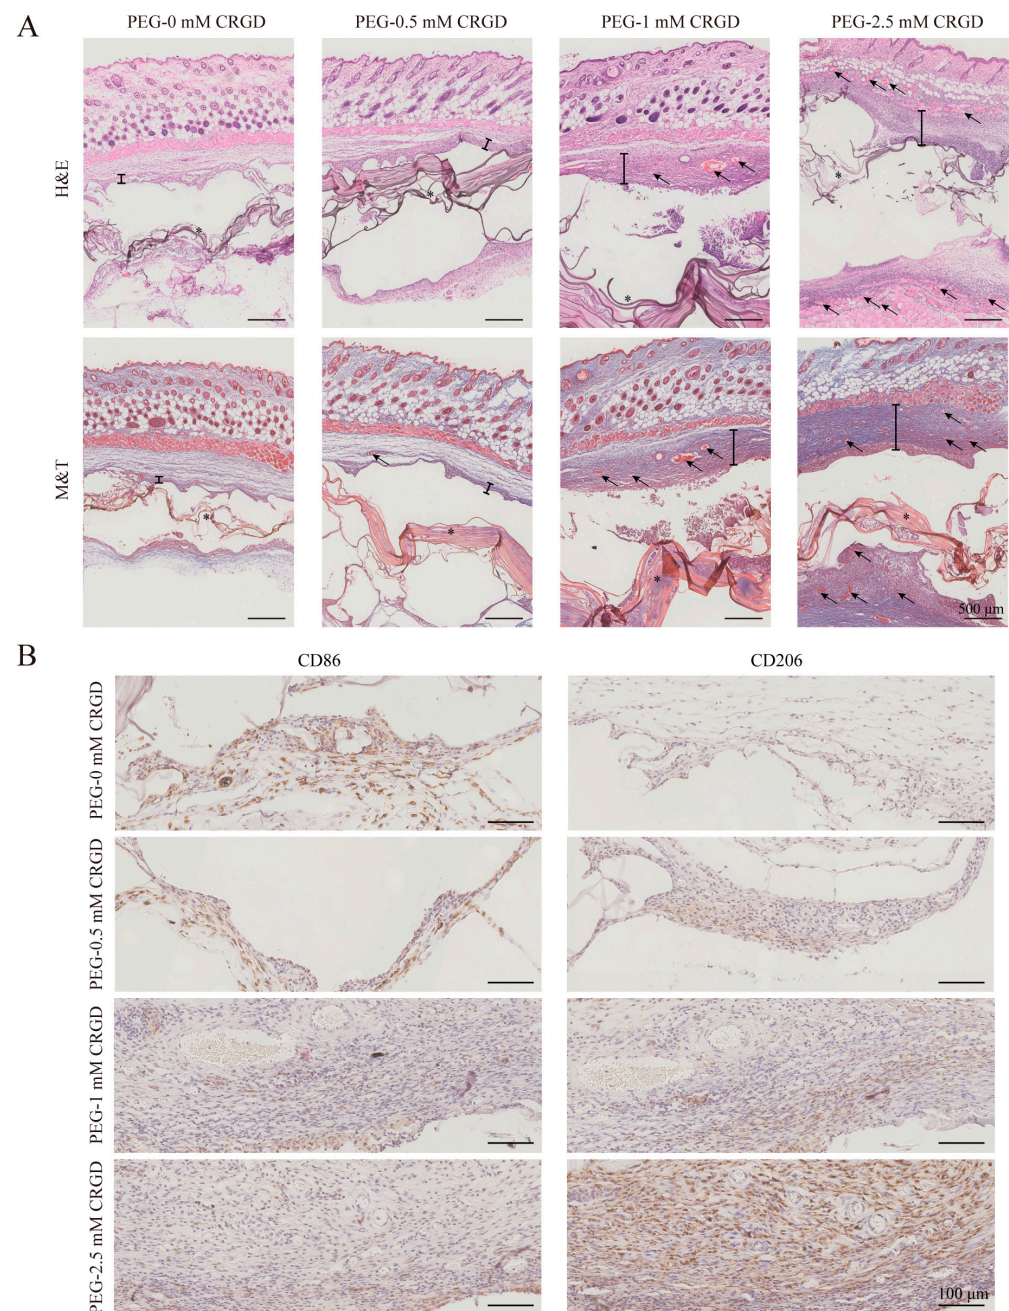 A
PEG-0 mM CRGD
PEG-0.5 mM CRGD
PEG-1 mM CRGD
PEG-2.5 mM CRGD
H&E
*
*
*
*
M&T
*
*
*
*
500 μm
B
CD86
CD206
PEG-0 mM CRGD
PEG-0.5 mM CRGD
PEG-1 mM CRGD
PEG-2.5 mM CRGD
100 μm